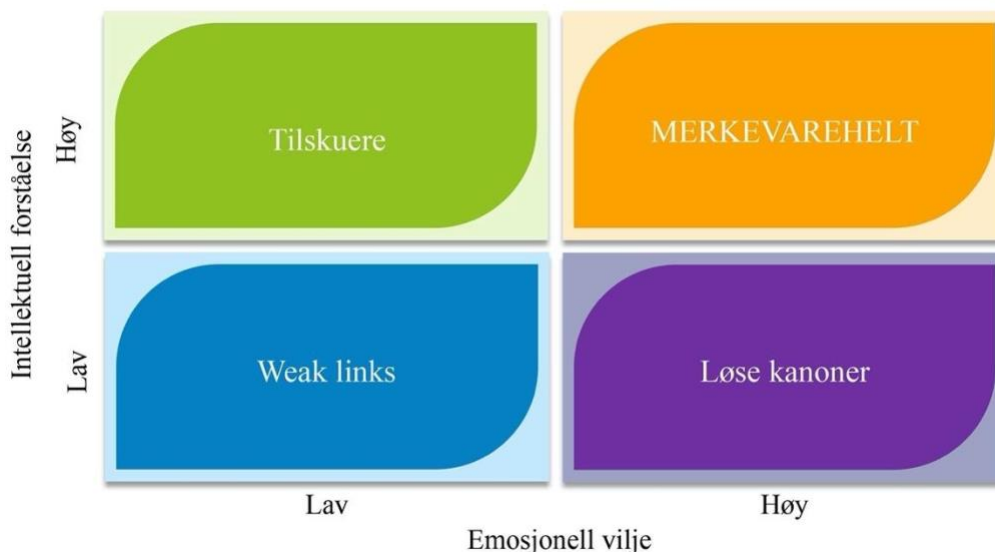 Intellektuell forståelse
Høy
Tilskuere
MERKEVAREHELT
Lav
Weak links
Løse kanoner
Lav
Høy
Emosjonell vilje